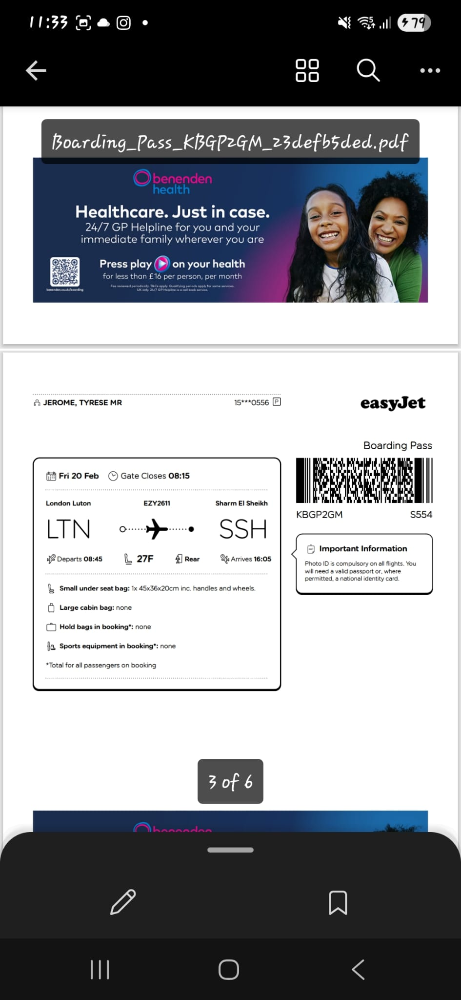 11:33
5
79
Boarding_Pass_KBGP2GM_23defb5ded.pdf
benenden
health
Healthcare. Just in case.
24/7 GP Helpline for you and your
immediate family wherever you are
Press play on your health
for less than £16 per person, per month
Fee reviewed periodically. T&Cs apply. Qualifying periods apply for some services.
UK only. 24/7 GP Helpline is a call back service.
benenden.co.uk/boarding
JEROME, TYRESE MR
15***0556 P
easyJet
Boarding Pass
Fri 20 Feb Gate Closes 08:15
London Luton EZY2611 Sharm El Sheikh
LTN SSH
Departs 08:45 27F Rear Arrives 16:05
Small under seat bag: 1x 45x36x20cm inc. handles and wheels.
Large cabin bag: none
Hold bags in booking*: none
Sports equipment in booking*: none
*Total for all passengers on booking
KBGP2GM S554
Important Information
Photo ID is compulsory on all flights. You
will need a valid passport or, where
permitted, a national identity card.
3 of 6
benenden